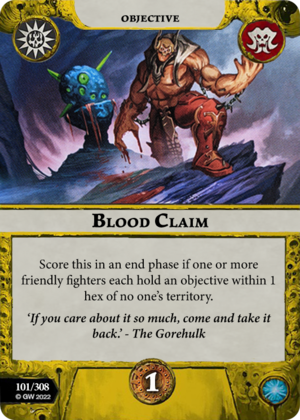 OBJECTIVE
BLOOD CLAIM
Score this in an end phase if one or more
friendly fighters each hold an objective within 1
hex of no one's territory.
'If you care about it so much, come and take it
back.' - The Gorehulk
101/308
© GW 2022
1